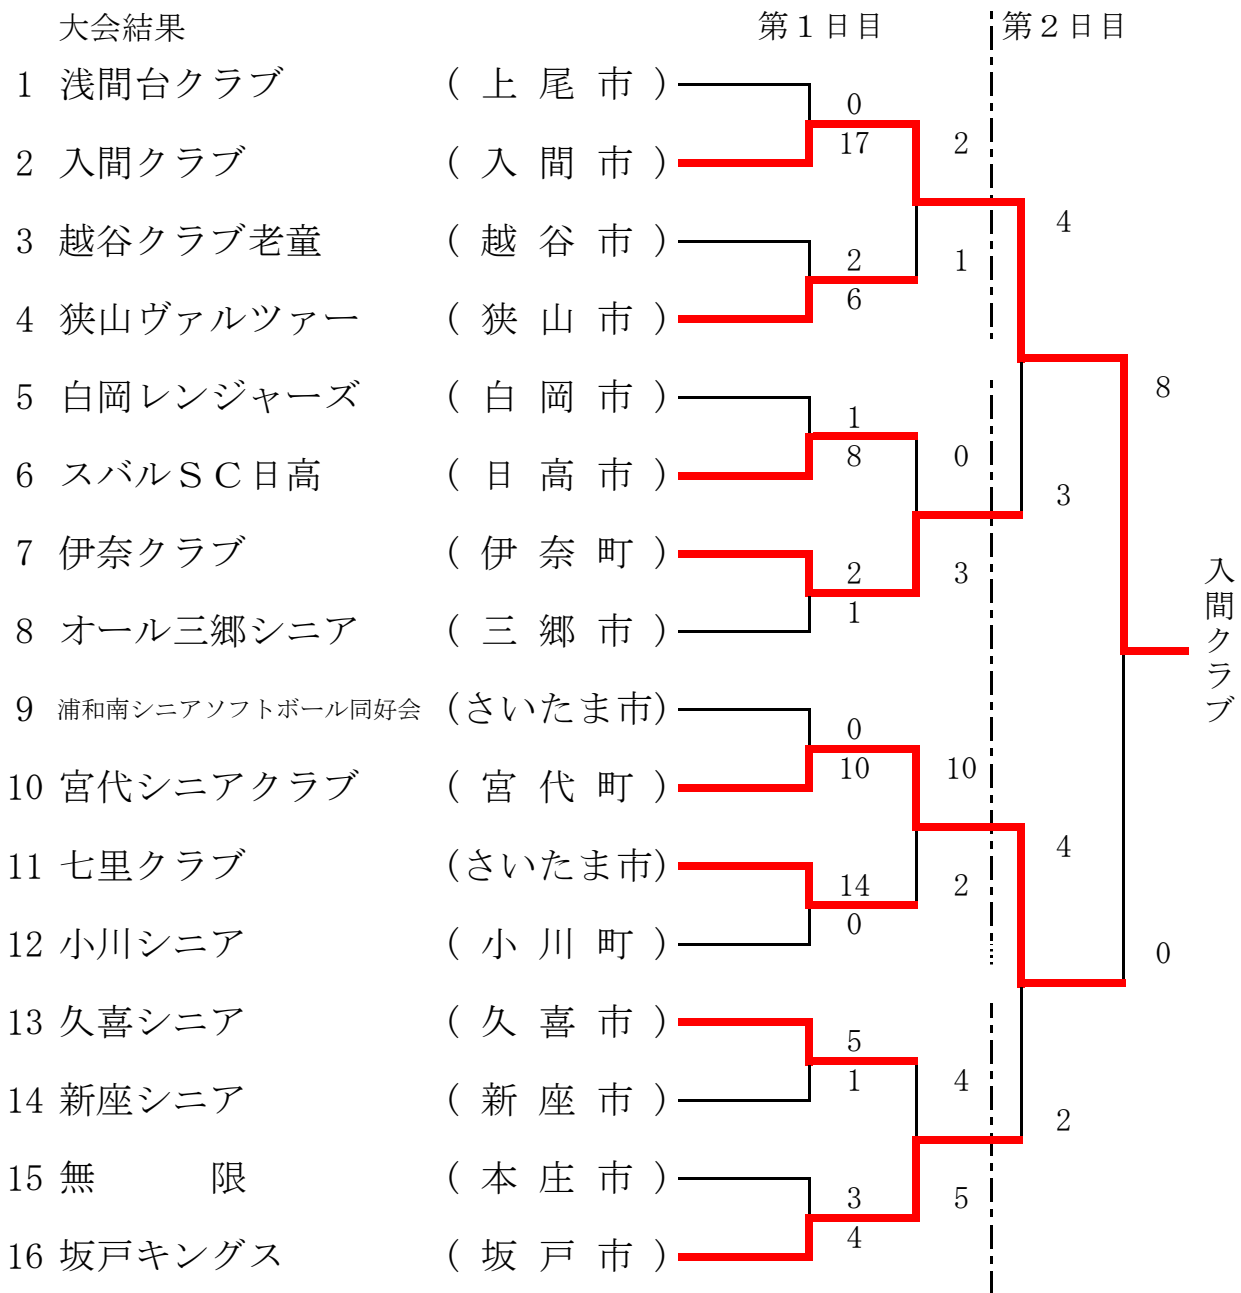 大会結果 第１日目 第２日目
1 浅間台クラブ ( 上 尾 市 )
0
17 2
2 入間クラブ ( 入 間 市 )
4
3 越谷クラブ老童 ( 越 谷 市 )
2 1
6
4 狭山ヴァルツァー ( 狭 山 市 )
8
5 白岡レンジャーズ ( 白 岡 市 )
1
8 0
6 スバルＳＣ日高 ( 日 高 市 )
3
7 伊奈クラブ ( 伊 奈 町 )
2 3
1
8 オール三郷シニア ( 三 郷 市 )
入間クラブ
9 浦和南シニアソフトボール同好会 (さいたま市)
0
10 10
10 宮代シニアクラブ ( 宮 代 町 )
4
11 七里クラブ (さいたま市)
14 2
0
12 小川シニア ( 小 川 町 )
0
13 久喜シニア ( 久 喜 市 )
5
1 4
14 新座シニア ( 新 座 市 )
2
15 無 限 ( 本 庄 市 )
3 5
4
16 坂戸キングス ( 坂 戸 市 )